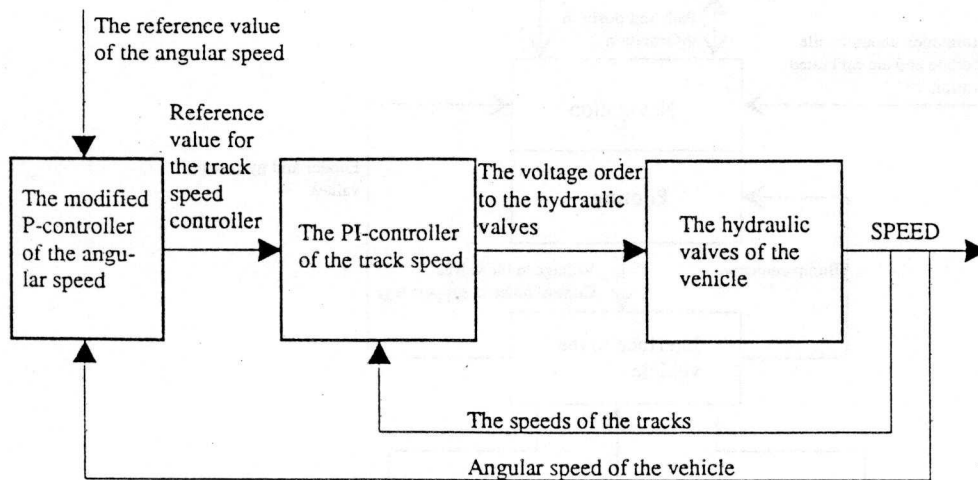 The reference value
of the angular speed
Reference
value for
the track
speed
controller
The modified
P-controller
of the angu-
lar speed
The PI-controller
of the track speed
The voltage order
to the hydraulic
valves
The hydraulic
valves of the
vehicle
SPEED
The speeds of the tracks
Angular speed of the vehicle